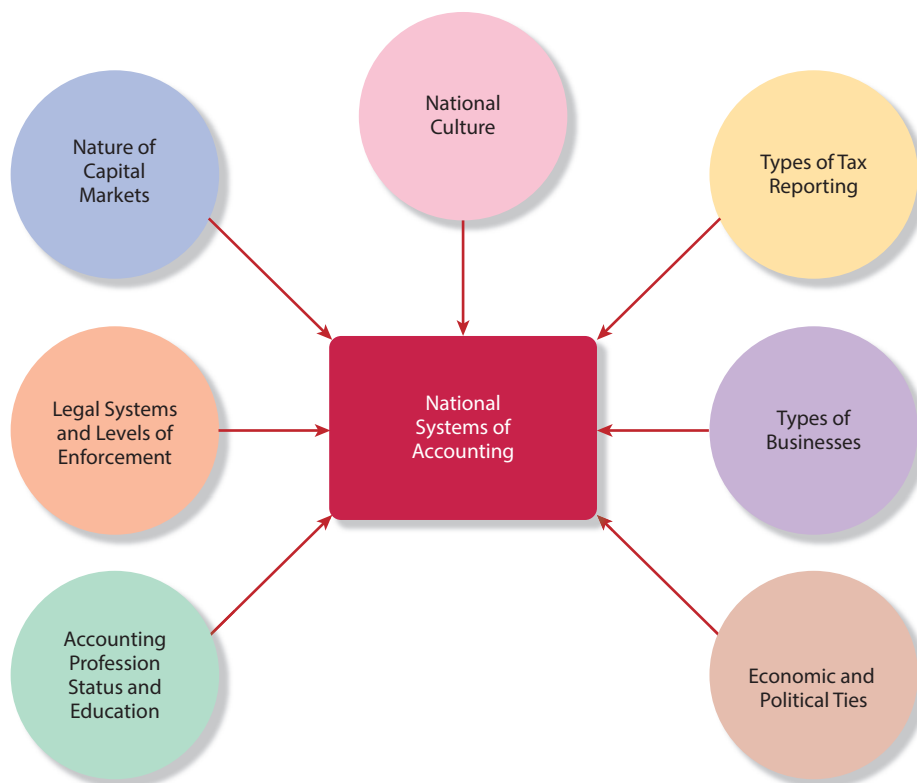 National
Culture
Nature of
Capital
Markets
Types of Tax
Reporting
Legal Systems
and Levels of
Enforcement
National
Systems of
Accounting
Types of
Businesses
Accounting
Profession
Status and
Education
Economic and
Political Ties